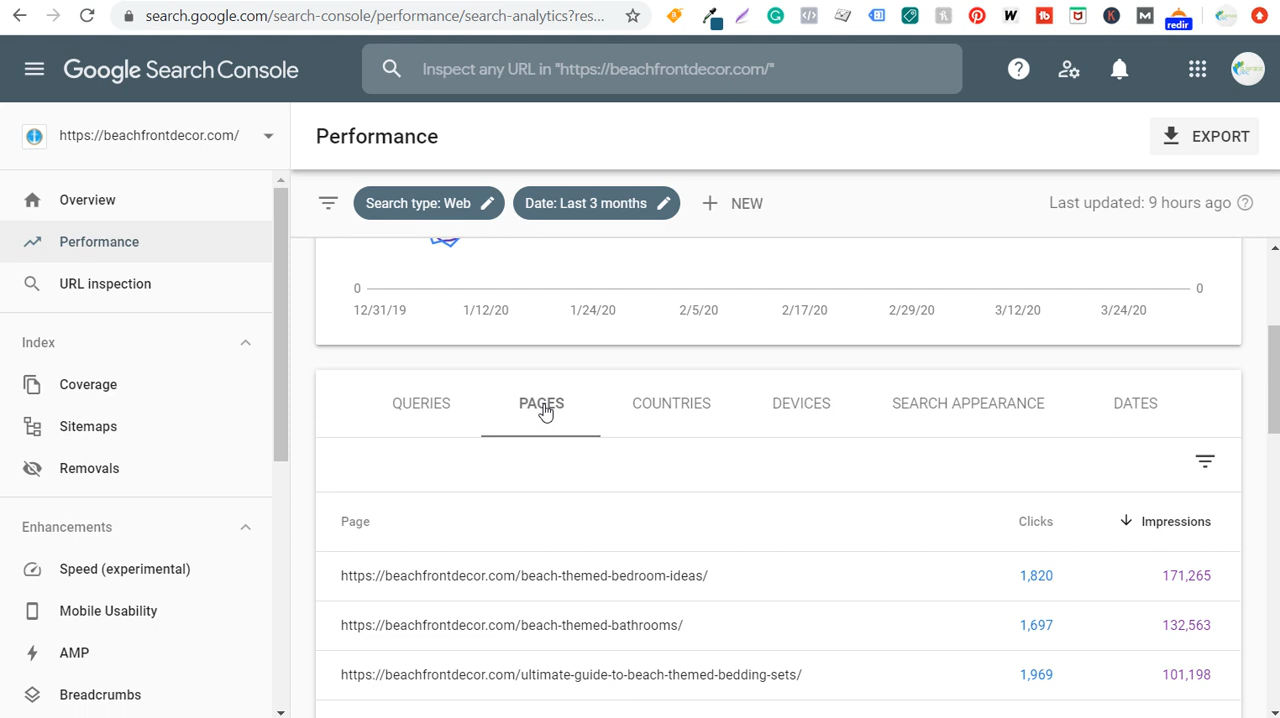 search.google.com/search-console/performance/search-analytics?res...
W
K
M
redir
Google Search Console
Inspect any URL in "https://beachfrontdecor.com/"
https://beachfrontdecor.com/
Performance
EXPORT
Overview
Performance
URL inspection
Search type: Web
Date: Last 3 months
NEW
Last updated: 9 hours ago
0
0
12/31/19
1/12/20
1/24/20
2/5/20
2/17/20
2/29/20
3/12/20
3/24/20
Index
Coverage
Sitemaps
Removals
Enhancements
Speed (experimental)
Mobile Usability
AMP
Breadcrumbs
QUERIES
PAGES
COUNTRIES
DEVICES
SEARCH APPEARANCE
DATES
Page
Clicks
Impressions
https://beachfrontdecor.com/beach-themed-bedroom-ideas/
1,820
171,265
https://beachfrontdecor.com/beach-themed-bathrooms/
1,697
132,563
https://beachfrontdecor.com/ultimate-guide-to-beach-themed-bedding-sets/
1,969
101,198